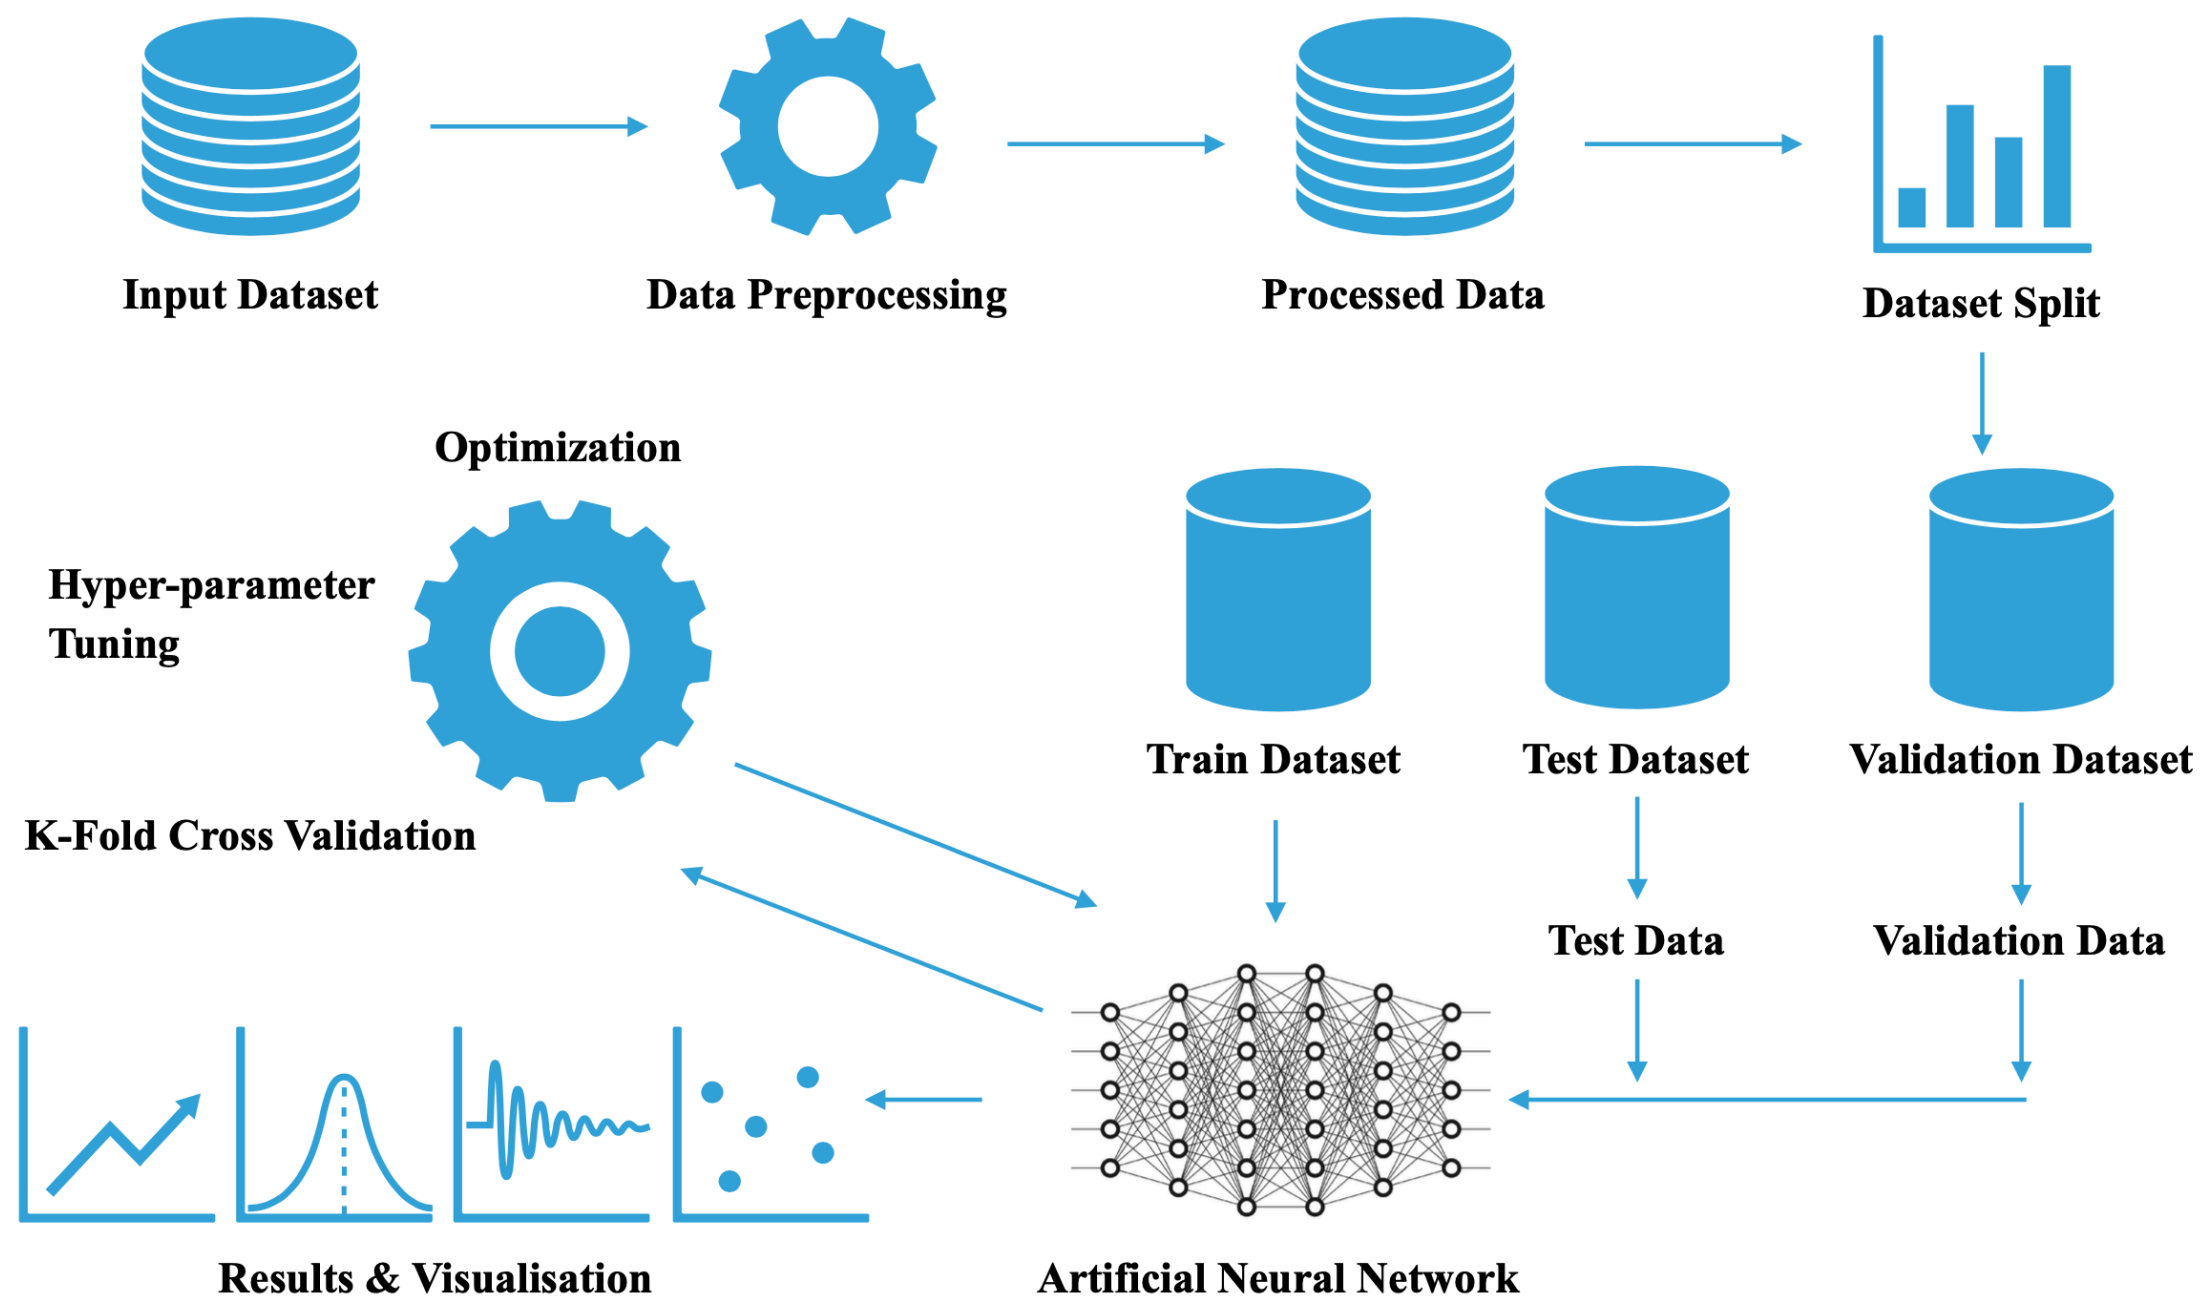 Input Dataset
Data Preprocessing
Processed Data
Dataset Split
Optimization
Hyper-parameter
Tuning
K-Fold Cross Validation
Train Dataset
Test Dataset
Validation Dataset
Test Data
Validation Data
Results & Visualisation
Artificial Neural Network